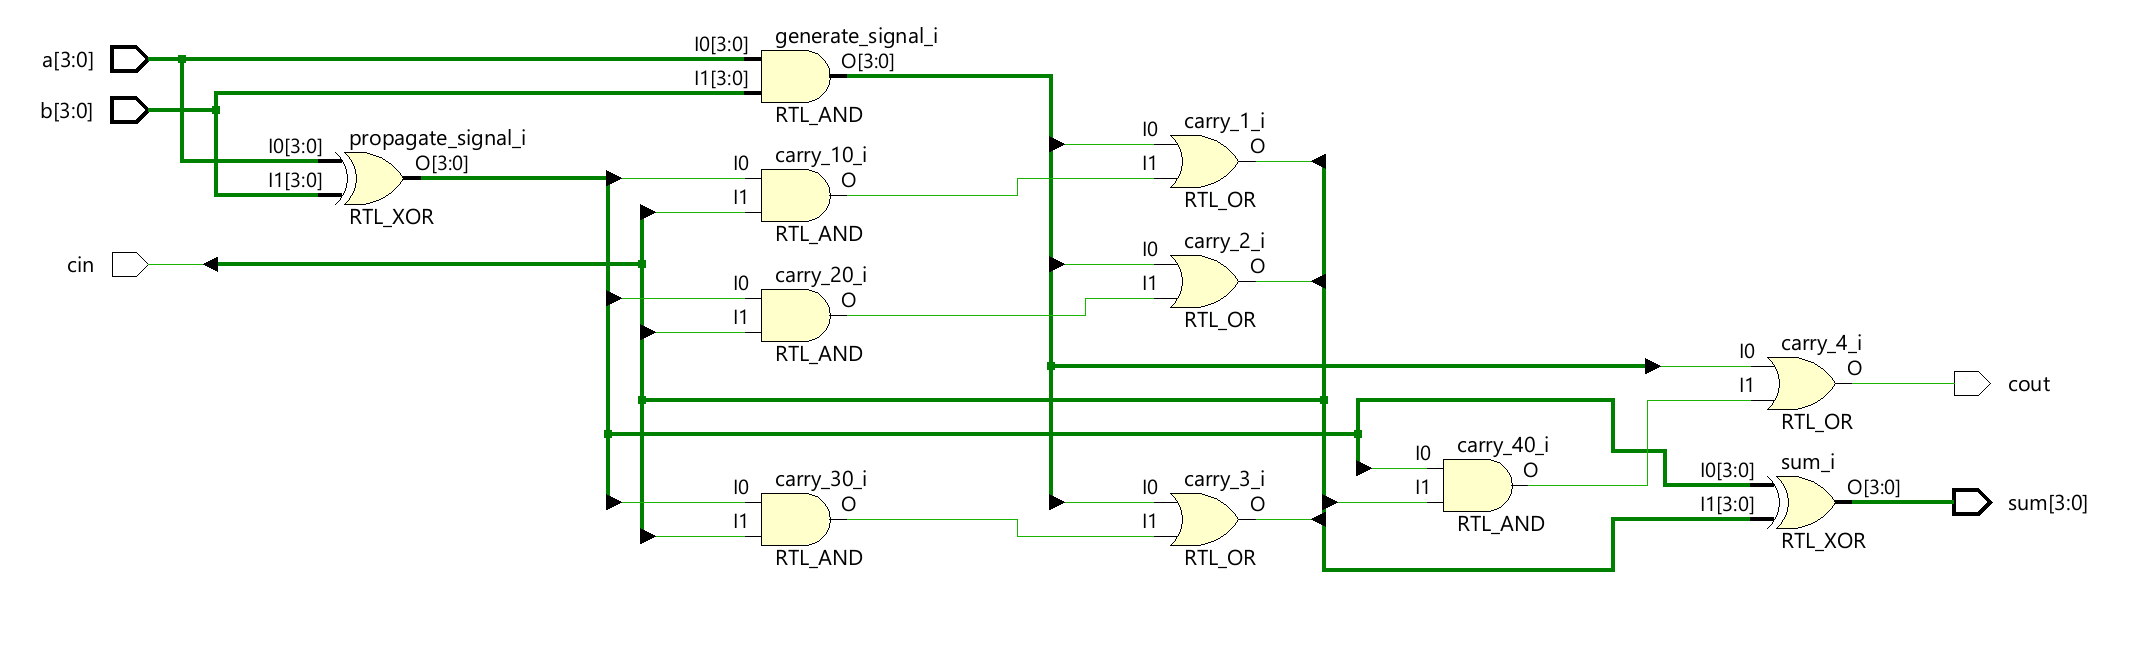 a[3:0]
b[3:0]
cin
I0[3:0]
I1[3:0]
propagate_signal_i
O[3:0]
RTL_XOR
I0[3:0]
I1[3:0]
generate_signal_i
O[3:0]
RTL_AND
I0
I1
carry_10_i
O
RTL_AND
I0
I1
carry_20_i
O
RTL_AND
I0
I1
carry_30_i
O
RTL_AND
I0
I1
carry_1_i
O
RTL_OR
I0
I1
carry_2_i
O
RTL_OR
I0
I1
carry_3_i
O
RTL_OR
I0
I1
carry_40_i
O
RTL_AND
I0
I1
carry_4_i
O
RTL_OR
I0[3:0]
I1[3:0]
sum_i
O[3:0]
RTL_XOR
cout
sum[3:0]